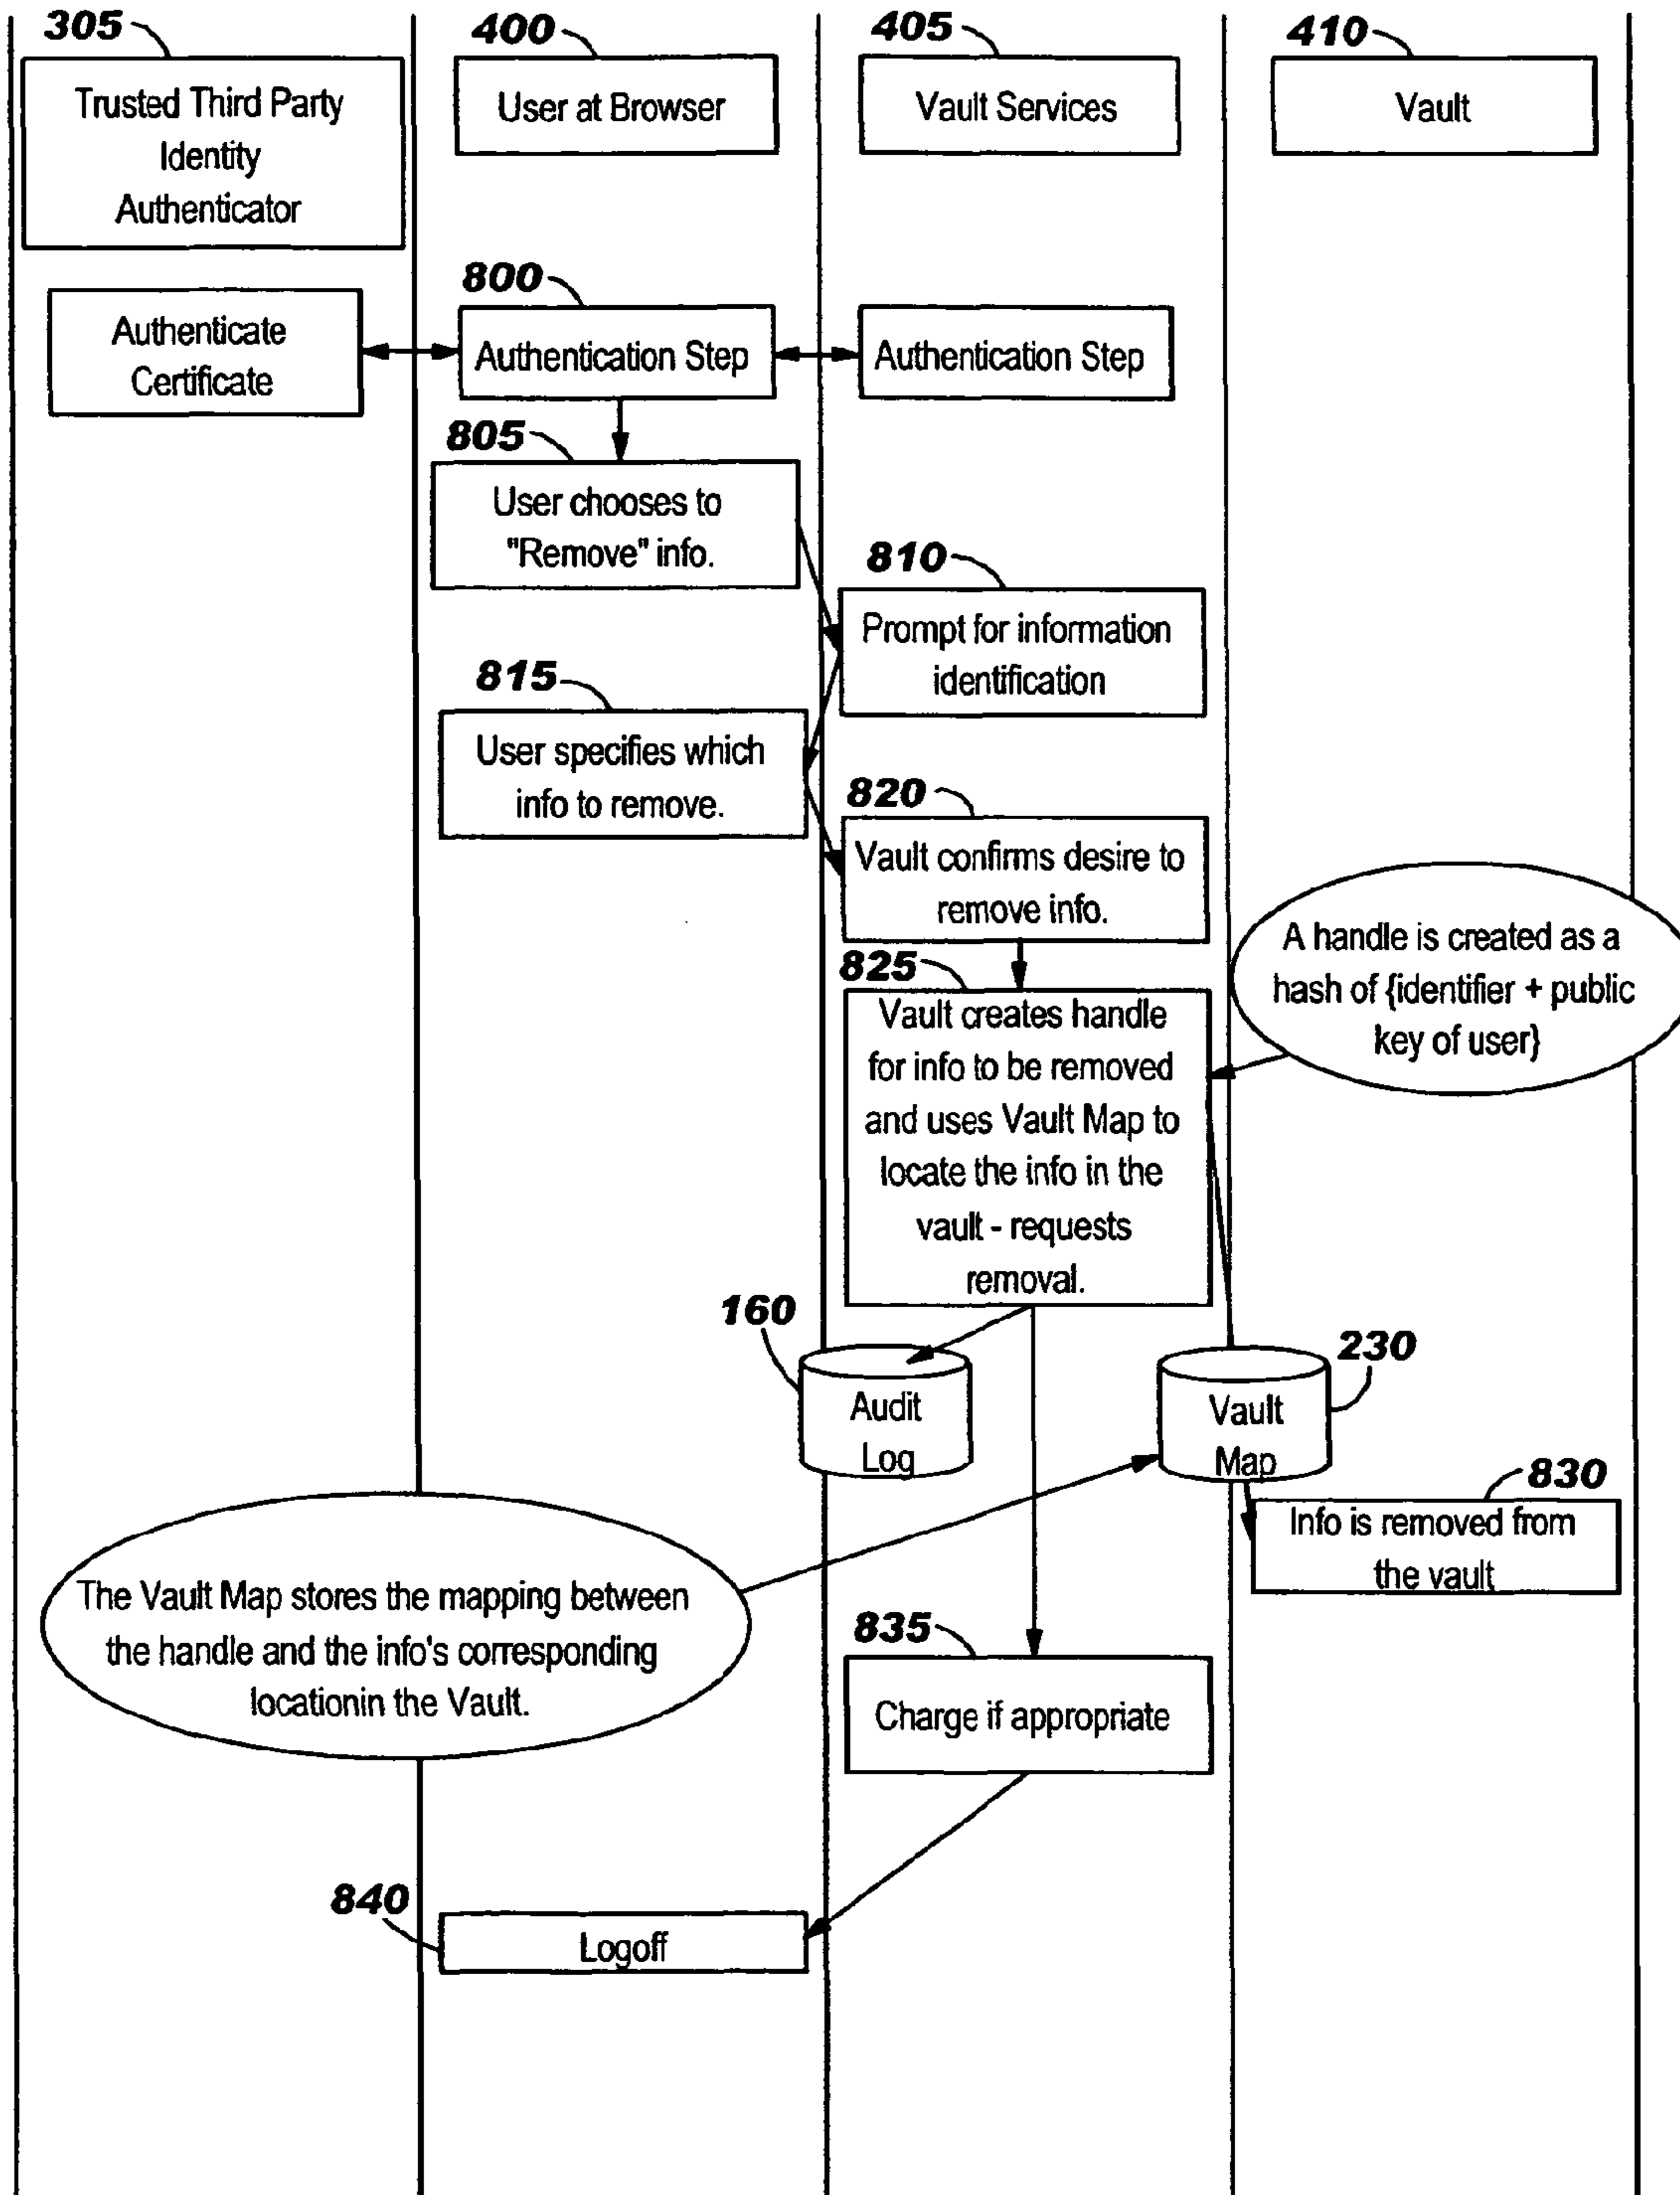 305
400
405
410
Trusted Third Party
Identity
Authenticator
User at Browser
Vault Services
Vault
800
Authenticate
Certificate
Authentication Step
Authentication Step
805
User chooses to
"Remove" info.
810
Prompt for information
identification
815
User specifies which
info to remove.
820
Vault confirms desire to
remove info.
A handle is created as a
hash of {identifier + public
key of user}
825
Vault creates handle
for info to be removed
and uses Vault Map to
locate the info in the
vault - requests
removal.
160
Audit
Log
230
Vault
Map
830
Info is removed from
the vault
The Vault Map stores the mapping between
the handle and the info's corresponding
locationin the Vault.
835
Charge if appropriate
840
Logoff